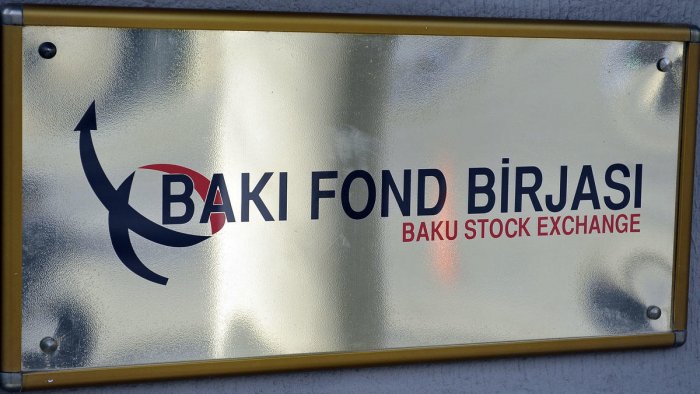 BAKI FOND BİRJASI
BAKU STOCK EXCHANGE